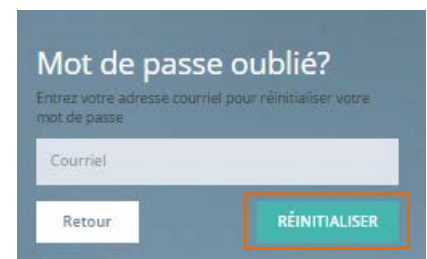 Mot de passe oublié?
Entrez votre adresse courriel pour réinitialiser votre
mot de passe
Courriel
Retour
RÉINITIALISER